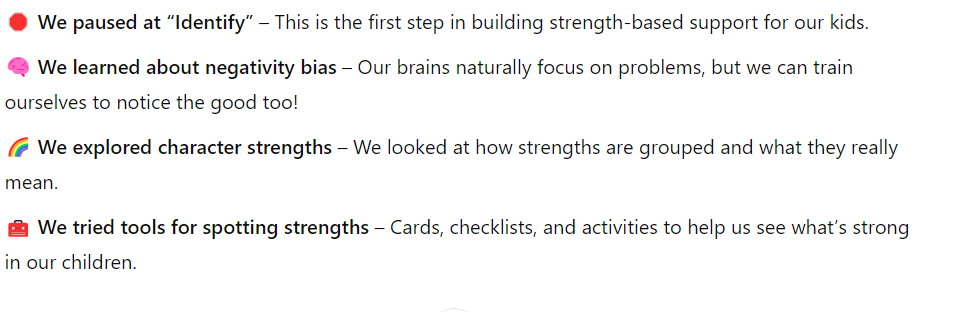 🛑 We paused at “Identify” – This is the first step in building strength-based support for our kids.
🧠 We learned about negativity bias – Our brains naturally focus on problems, but we can train
ourselves to notice the good too!
🌈 We explored character strengths – We looked at how strengths are grouped and what they really
mean.
🧰 We tried tools for spotting strengths – Cards, checklists, and activities to help us see what’s strong
in our children.